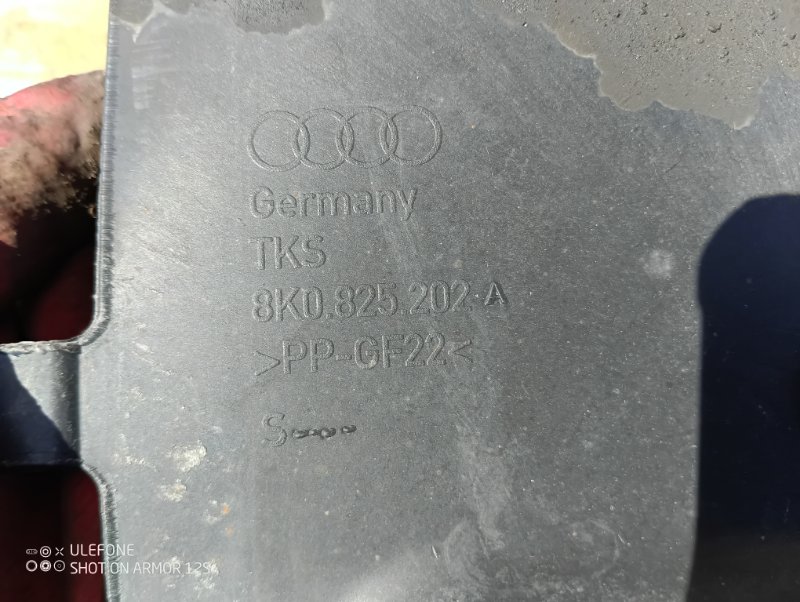 Germany
TKS
8K0.825.202 A
>PP-GF22<
S
ULEFONE
SHOT ON ARMOR 12S